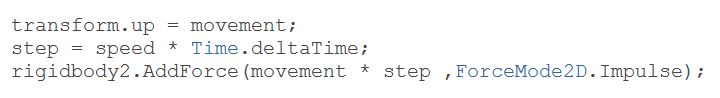 transform.up = movement;
step = speed * Time.deltaTime;
rigidbody2.AddForce(movement * step ,ForceMode2D.Impulse);